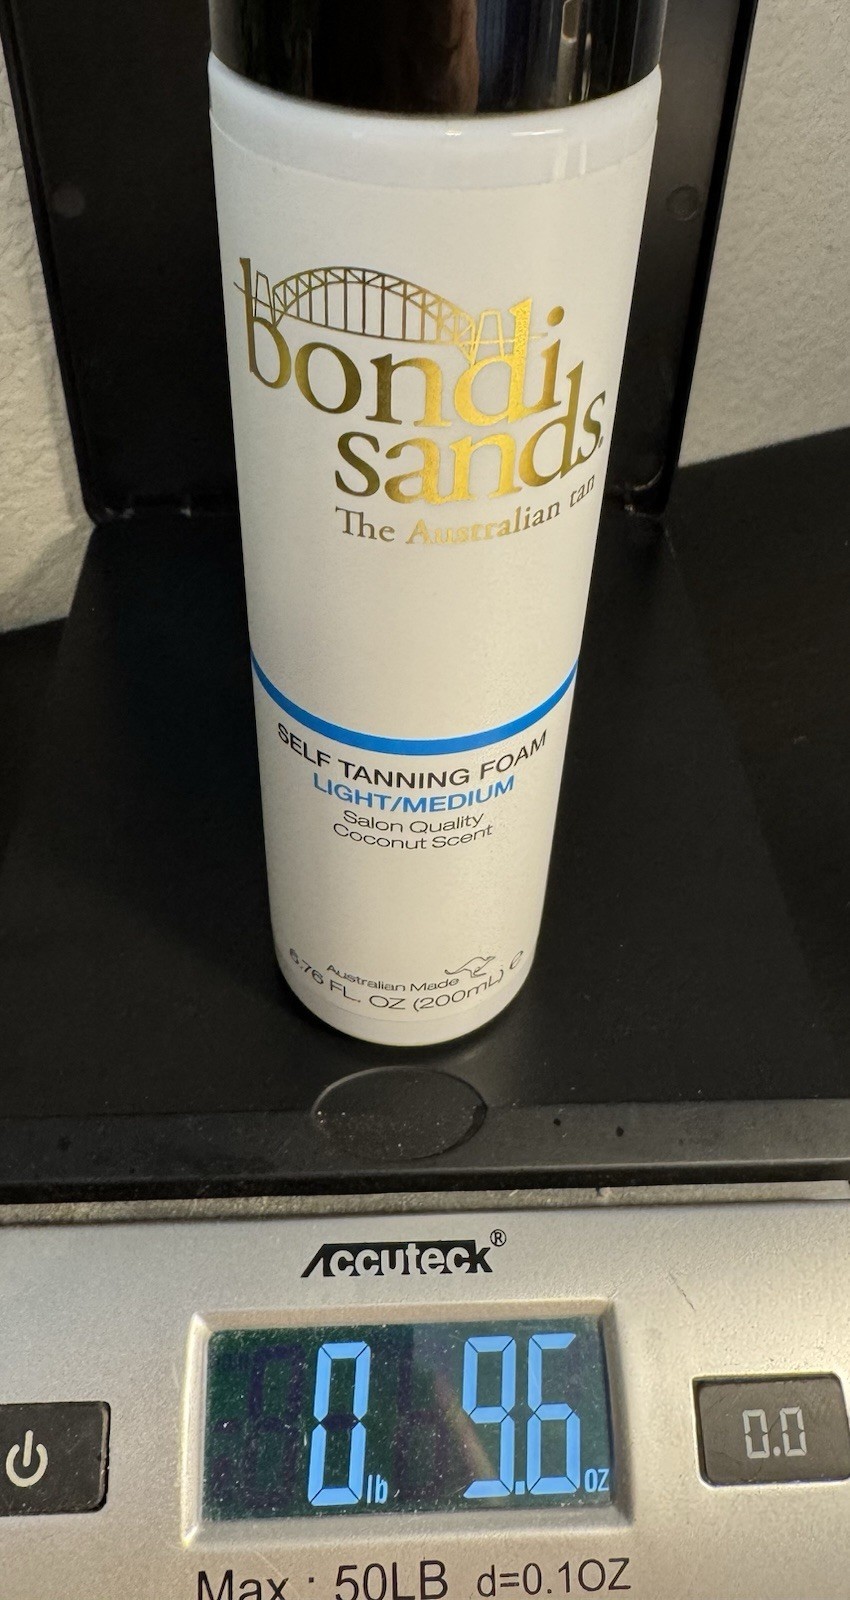 bondi
sands.
The Australian tan
SELF TANNING FOAM
LIGHT/MEDIUM
Salon Quality
Coconut Scent
Australian Made
6.76 FL. OZ (200mL) e
Accuteck®
0 lb 9.6 oz
0.0
Max : 50LB d=0.1OZ